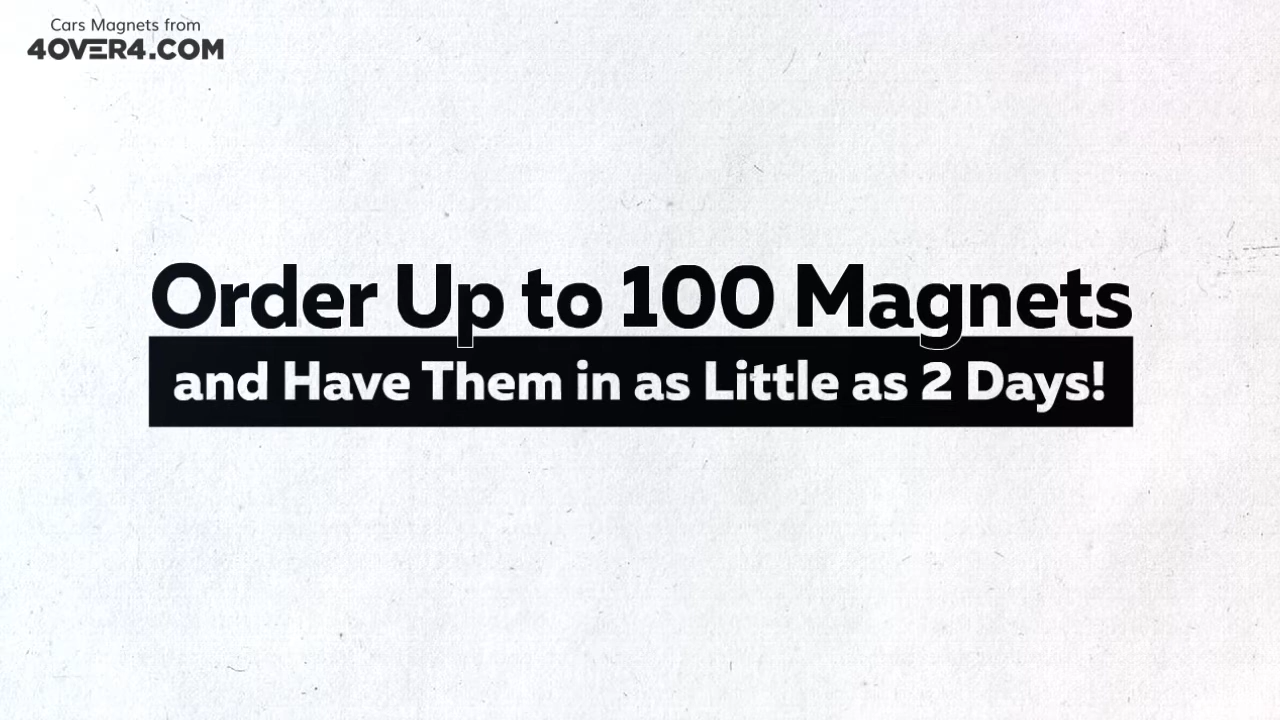 Cars Magnets from
4OVER4.COM
Order Up to 100 Magnets
and Have Them in as Little as 2 Days!